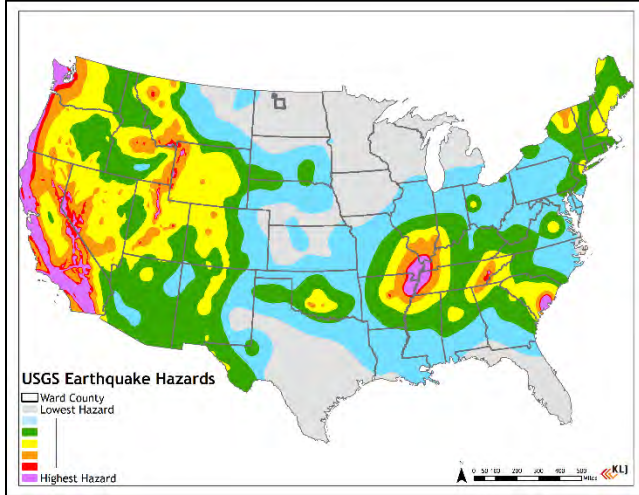 USGS Earthquake Hazards
Ward County
Lowest Hazard
Highest Hazard
0 50 100 200 300 400 500
Miles
KLJ